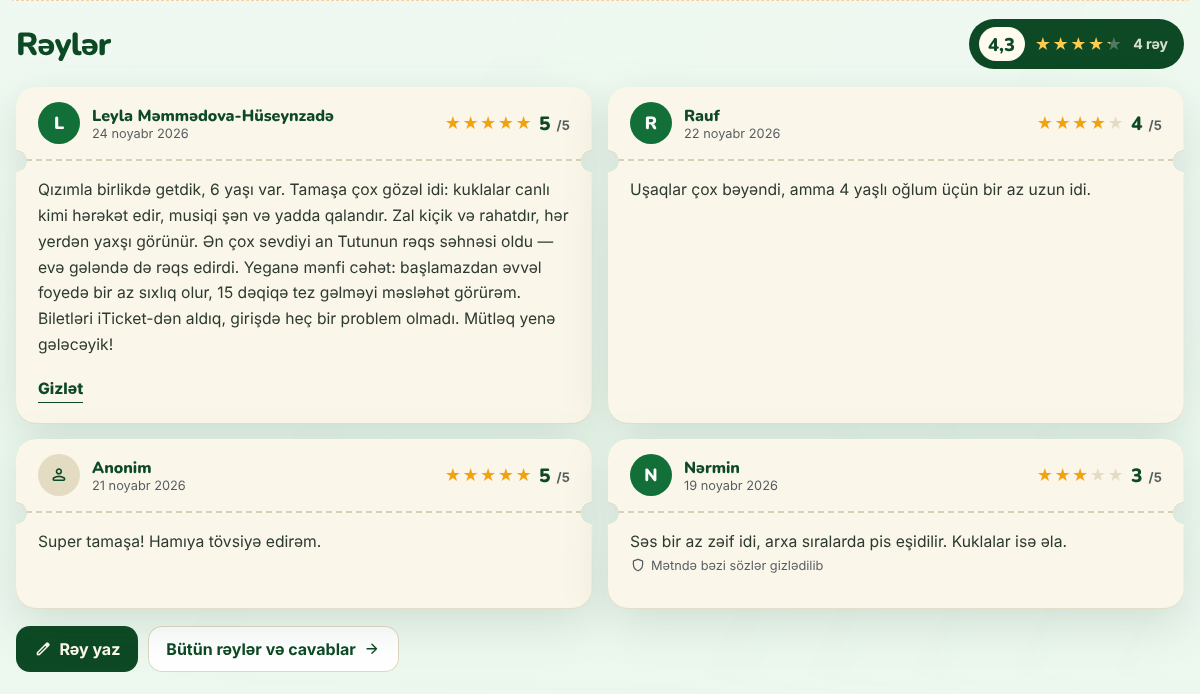 Rəylər
4,3 ★★★★★ 4 rəy
L
Leyla Məmmədova-Hüseynzadə
24 noyabr 2026
★★★★★ 5 /5
Qızımla birlikdə getdik, 6 yaşı var. Tamaşa çox gözəl idi: kuklalar canlı
kimi hərəkət edir, musiqi şən və yadda qalandır. Zal kiçik və rahatdır, hər
yerdən yaxşı görünür. Ən çox sevdiyi an Tutunun rəqs səhnəsi oldu —
evə gələndə də rəqs edirdi. Yeganə mənfi cəhət: başlamazdan əvvəl
foyedə bir az sıxlıq olur, 15 dəqiqə tez gəlməyi məsləhət görürəm.
Biletləri iTicket-dən aldıq, girişdə heç bir problem olmadı. Mütləq yenə
gələcəyik!
Gizlət
R
Rauf
22 noyabr 2026
★★★★★ 4 /5
Uşaqlar çox bəyəndi, amma 4 yaşlı oğlum üçün bir az uzun idi.
Anonim
21 noyabr 2026
★★★★★ 5 /5
Super tamaşa! Hamıya tövsiyə edirəm.
N
Nərmin
19 noyabr 2026
★★★★★ 3 /5
Səs bir az zəif idi, arxa sıralarda pis eşidilir. Kuklalar isə əla.
Mətndə bəzi sözlər gizlədilib
Rəy yaz
Bütün rəylər və cavablar →